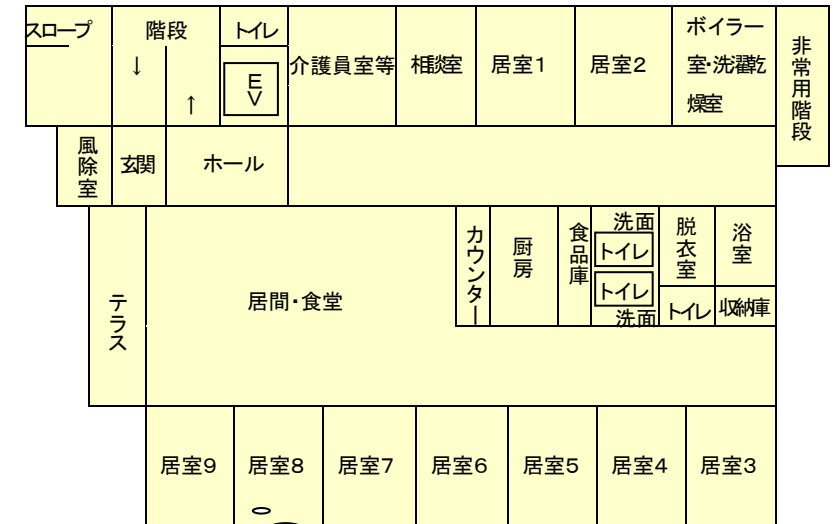 スロープ
階段
↓
↑
トイレ
EV
介護員室等
相談室
居室1
居室2
ボイラー
室・洗濯乾
燥室
非常用階段
風除室
玄関
ホール
テラス
居間・食堂
カウンター
厨房
食品庫
洗面
トイレ
トイレ
洗面
脱衣室
浴室
トイレ
収納庫
居室9
居室8
居室7
居室6
居室5
居室4
居室3